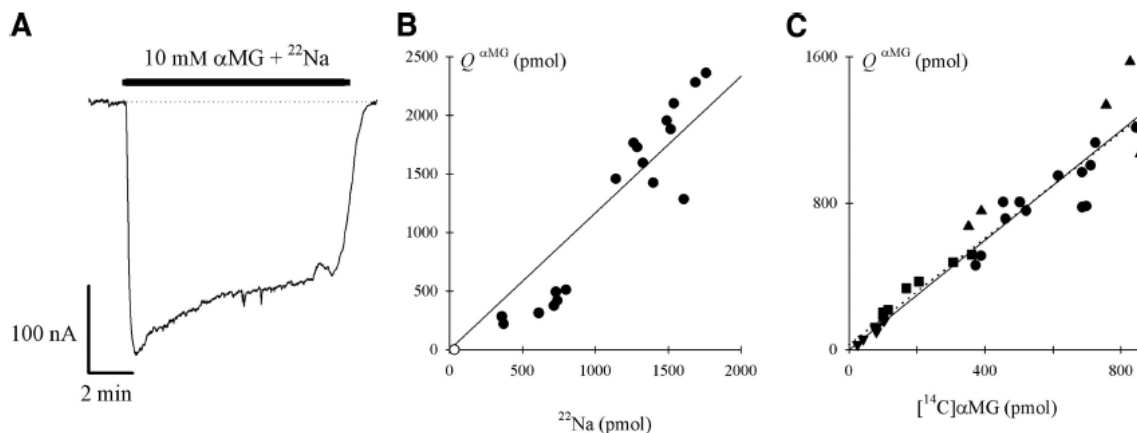 A
10 mM αMG + ²²Na
100 nA
2 min
B
Q αMG (pmol)
2500
2000
1500
1000
500
0
0 500 1000 1500 2000
²²Na (pmol)
C
Q αMG (pmol)
1600
800
0
0 400 800
[¹⁴C]αMG (pmol)